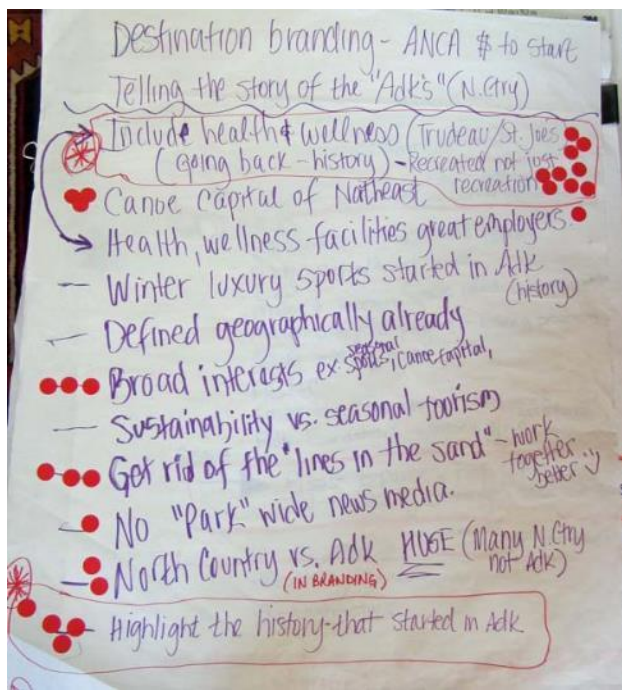 Destination branding - ANCA $ to start
Telling the story of the "Adk's" (N.Ctry)
Include health & wellness (Trudeau/St. Joes
(Going back - history) - Recreated not just
recreation
Canoe Capital of Northeast
Health, wellness-facilities great employers.
- Winter luxury sports started in Adk
(history)
- Defined geographically already
Broad interests ex. seasonal sports, Canoe capital,
- Sustainability vs. seasonal tourism
Get rid of the "lines in the sand" - work
together
better :)
- No "Park" wide news media.
- North Country vs. Adk HUGE (Many N.Ctry
not Adk)
(IN BRANDING)
- Highlight the history - that started in Adk